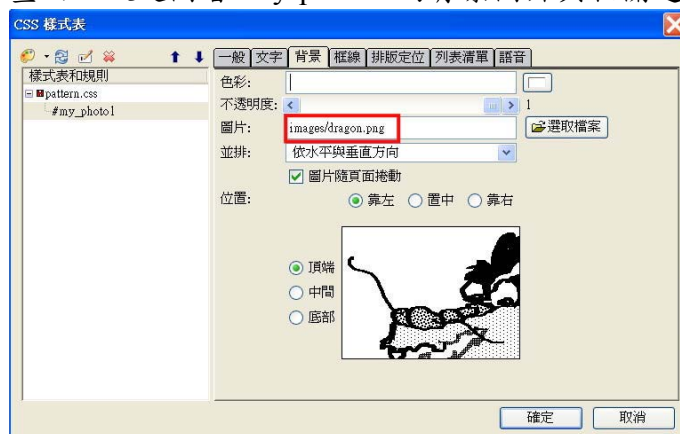 CSS 樣式表
一般 文字 背景 框線 排版定位 列表清單 語音
樣式表和規則
pattern.css
#my_photo1
色彩:
不透明度: 1
圖片: images/dragon.png 選取檔案
並排: 依水平與垂直方向
圖片隨頁面捲動
位置: 靠左 置中 靠右
頂端
中間
底部
確定 取消